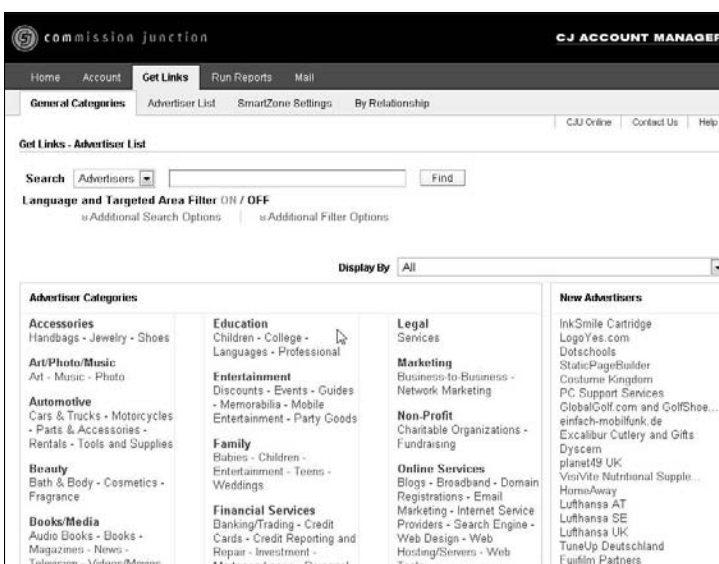 commission junction
CJ ACCOUNT MANAGER
Home Account Get Links Run Reports Mail
General Categories Advertiser List SmartZone Settings By Relationship
CJU Online Contact Us Help
Get Links - Advertiser List
Search Advertisers Find
Language and Targeted Area Filter ON / OFF
Additional Search Options Additional Filter Options
Display By All
Advertiser Categories
Accessories
Handbags - Jewelry - Shoes
Art/Photo/Music
Art - Music - Photo
Automotive
Cars & Trucks - Motorcycles
- Parts & Accessories -
Rentals - Tools and Supplies
Beauty
Bath & Body - Cosmetics -
Fragrance
Books/Media
Audio Books - Books -
Magazines - News -
Television - Videos/Movies
Education
Children - College -
Languages - Professional
Entertainment
Discounts - Events - Guides
- Memorabilia - Mobile
Entertainment - Party Goods
Family
Babies - Children -
Entertainment - Teens -
Weddings
Financial Services
Banking/Trading - Credit
Cards - Credit Reporting and
Repair - Investment -
Legal
Services
Marketing
Business-to-Business -
Network Marketing
Non-Profit
Charitable Organizations -
Fundraising
Online Services
Blogs - Broadband - Domain
Registrations - Email
Marketing - Internet Service
Providers - Search Engine -
Web Design - Web
Hosting/Servers - Web
New Advertisers
InkSmile Cartridge
LogoYes.com
Dotschools
StaticPageBuilder
Costume Kingdom
PC Support Services
GlobalGolf.com and GolfShoe...
einfach-mobilfunk.de
Excalibur Cutlery and Gifts
Dyscern
planet49 UK
VisiVite Nutritional Supple...
HomeAway
Lufthansa AT
Lufthansa SE
Lufthansa UK
TuneUp Deutschland
Fujifilm Partners